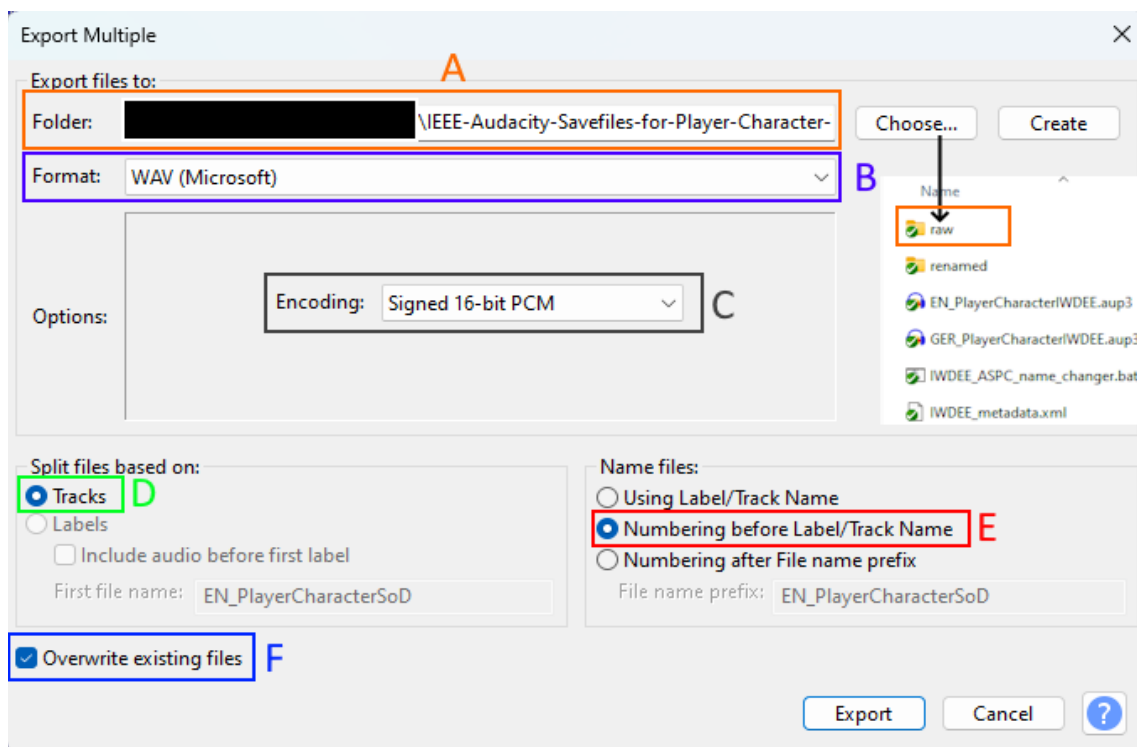 Export Multiple
Export files to:
A
Folder: \IEEE-Audacity-Savefiles-for-Player-Character- Choose... Create
Format: WAV (Microsoft) B
Name
raw
renamed
EN_PlayerCharacterIWDEE.aup3
GER_PlayerCharacterIWDEE.aup3
IWDEE_ASPC_name_changer.bat
IWDEE_metadata.xml
Options:
Encoding: Signed 16-bit PCM C
Split files based on:
Tracks D
Labels
Include audio before first label
First file name: EN_PlayerCharacterSoD
Name files:
Using Label/Track Name
Numbering before Label/Track Name E
Numbering after File name prefix
File name prefix: EN_PlayerCharacterSoD
Overwrite existing files F
Export Cancel ?